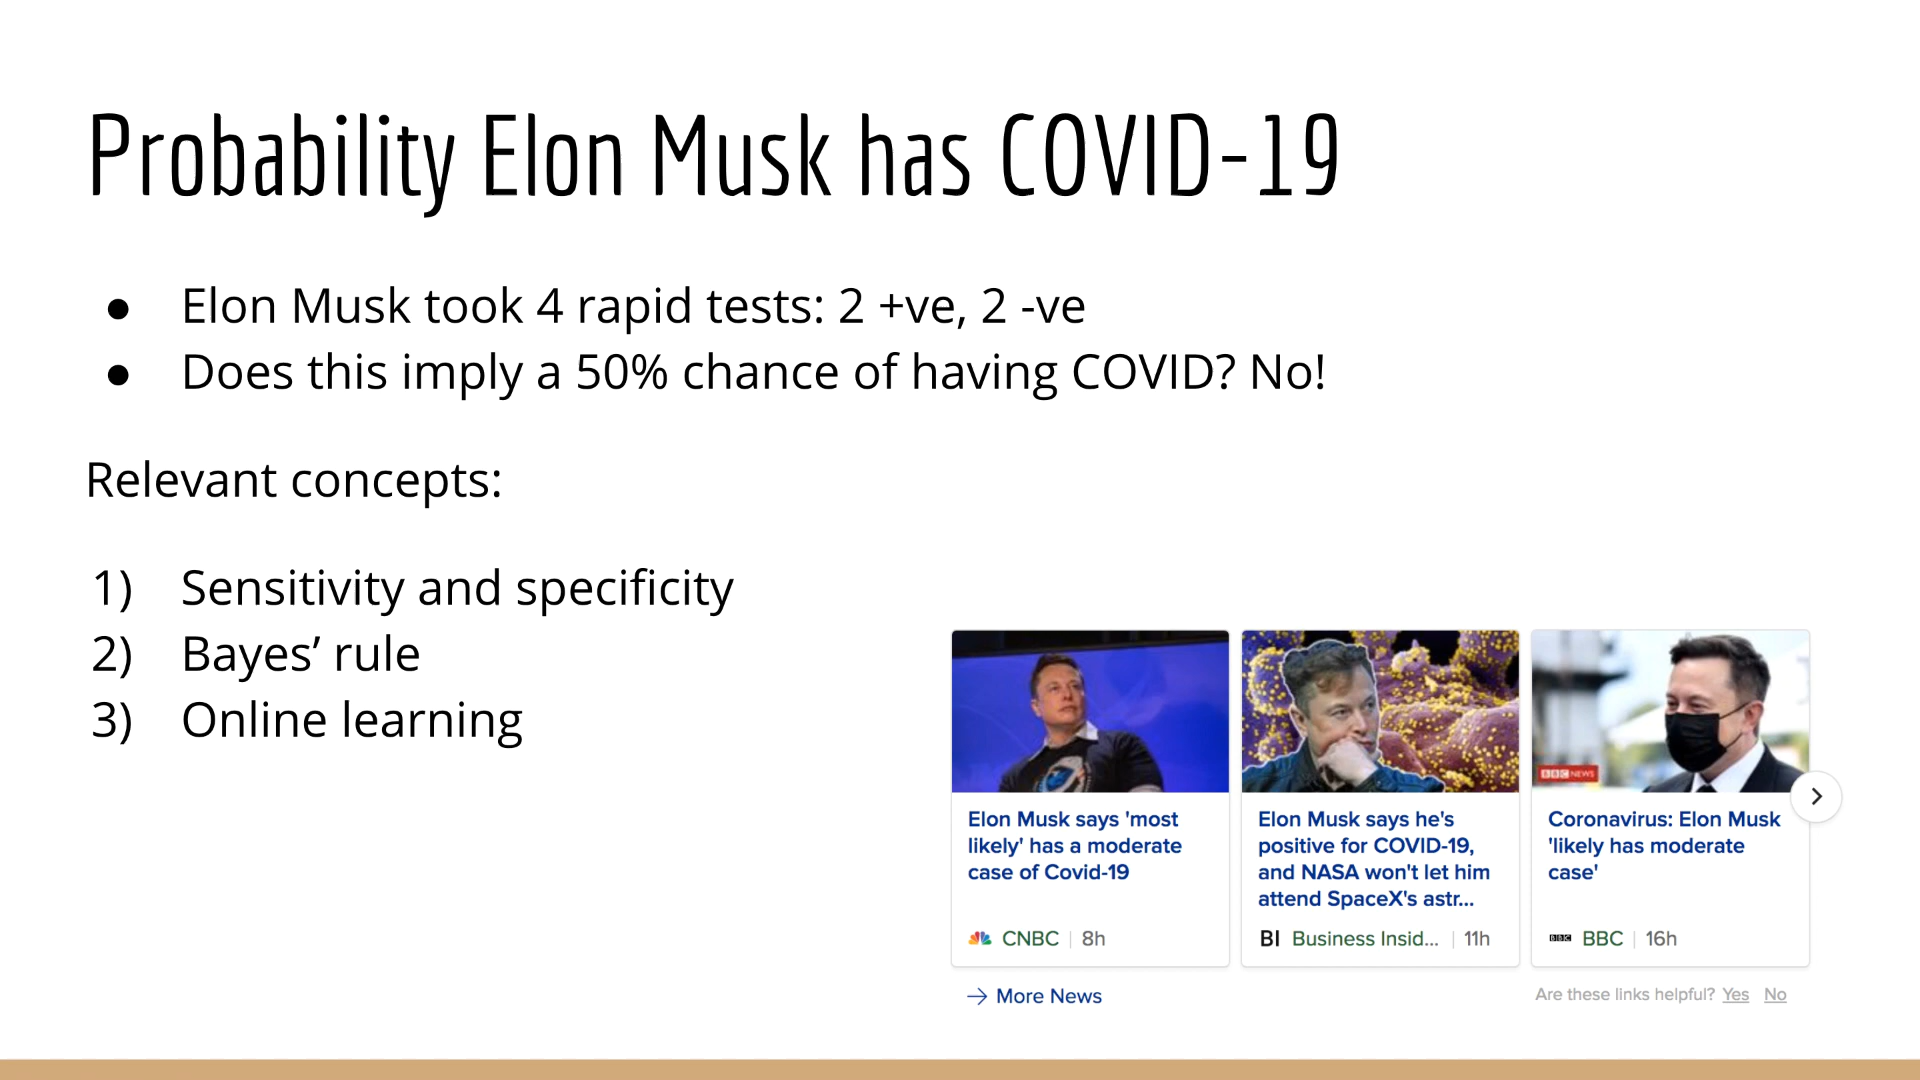 Probability Elon Musk has COVID-19
● Elon Musk took 4 rapid tests: 2 +ve, 2 -ve
● Does this imply a 50% chance of having COVID? No!
Relevant concepts:
1) Sensitivity and specificity
2) Bayes’ rule
3) Online learning
Elon Musk says 'most
likely' has a moderate
case of Covid-19
CNBC | 8h
Elon Musk says he's
positive for COVID-19,
and NASA won't let him
attend SpaceX's astr...
BI Business Insid... | 11h
BBC NEWS
Coronavirus: Elon Musk
'likely has moderate
case'
BBC BBC | 16h
→ More News
Are these links helpful? Yes No